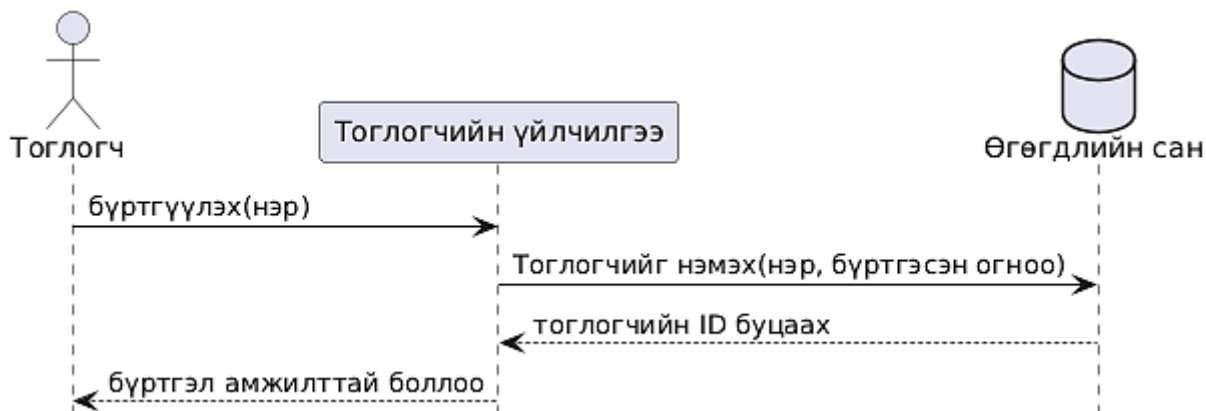 Тоглогч
Тоглогчийн үйлчилгээ
Өгөгдлийн сан
бүртгүүлэх(нэр)
Тоглогчийг нэмэх(нэр, бүртгэсэн огноо)
тоглогчийн ID буцаах
бүртгэл амжилттай боллоо